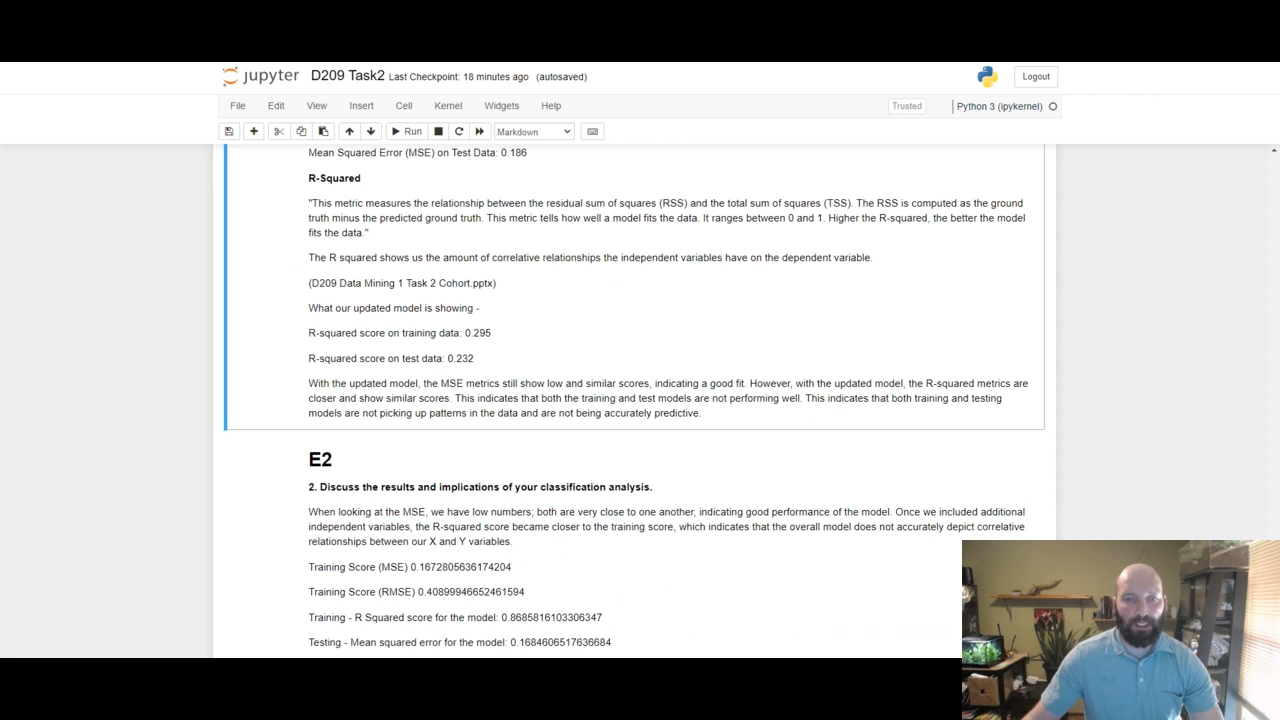 jupyter D209 Task2 Last Checkpoint: 18 minutes ago (autosaved) Logout
File Edit View Insert Cell Kernel Widgets Help Trusted Python 3 (ipykernel)
Run Markdown
Mean Squared Error (MSE) on Test Data: 0.186
R-Squared
"This metric measures the relationship between the residual sum of squares (RSS) and the total sum of squares (TSS). The RSS is computed as the ground
truth minus the predicted ground truth. This metric tells how well a model fits the data. It ranges between 0 and 1. Higher the R-squared, the better the model
fits the data."
The R squared shows us the amount of correlative relationships the independent variables have on the dependent variable.
(D209 Data Mining 1 Task 2 Cohort.pptx)
What our updated model is showing -
R-squared score on training data: 0.295
R-squared score on test data: 0.232
With the updated model, the MSE metrics still show low and similar scores, indicating a good fit. However, with the updated model, the R-squared metrics are
closer and show similar scores. This indicates that both the training and test models are not performing well. This indicates that both training and testing
models are not picking up patterns in the data and are not being accurately predictive.
E2
2. Discuss the results and implications of your classification analysis.
When looking at the MSE, we have low numbers; both are very close to one another, indicating good performance of the model. Once we included additional
independent variables, the R-squared score became closer to the training score, which indicates that the overall model does not accurately depict correlative
relationships between our X and Y variables.
Training Score (MSE) 0.1672805636174204
Training Score (RMSE) 0.40899946652461594
Training - R Squared score for the model: 0.8685816103306347
Testing - Mean squared error for the model: 0.1684606517636684